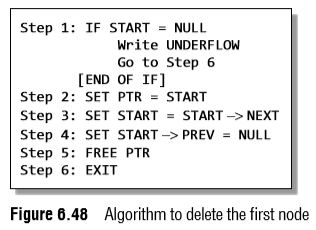 Step 1: IF START = NULL
Write UNDERFLOW
Go to Step 6
[END OF IF]
Step 2: SET PTR = START
Step 3: SET START = START —> NEXT
Step 4: SET START —> PREV = NULL
Step 5: FREE PTR
Step 6: EXIT
Figure 6.48 Algorithm to delete the first node